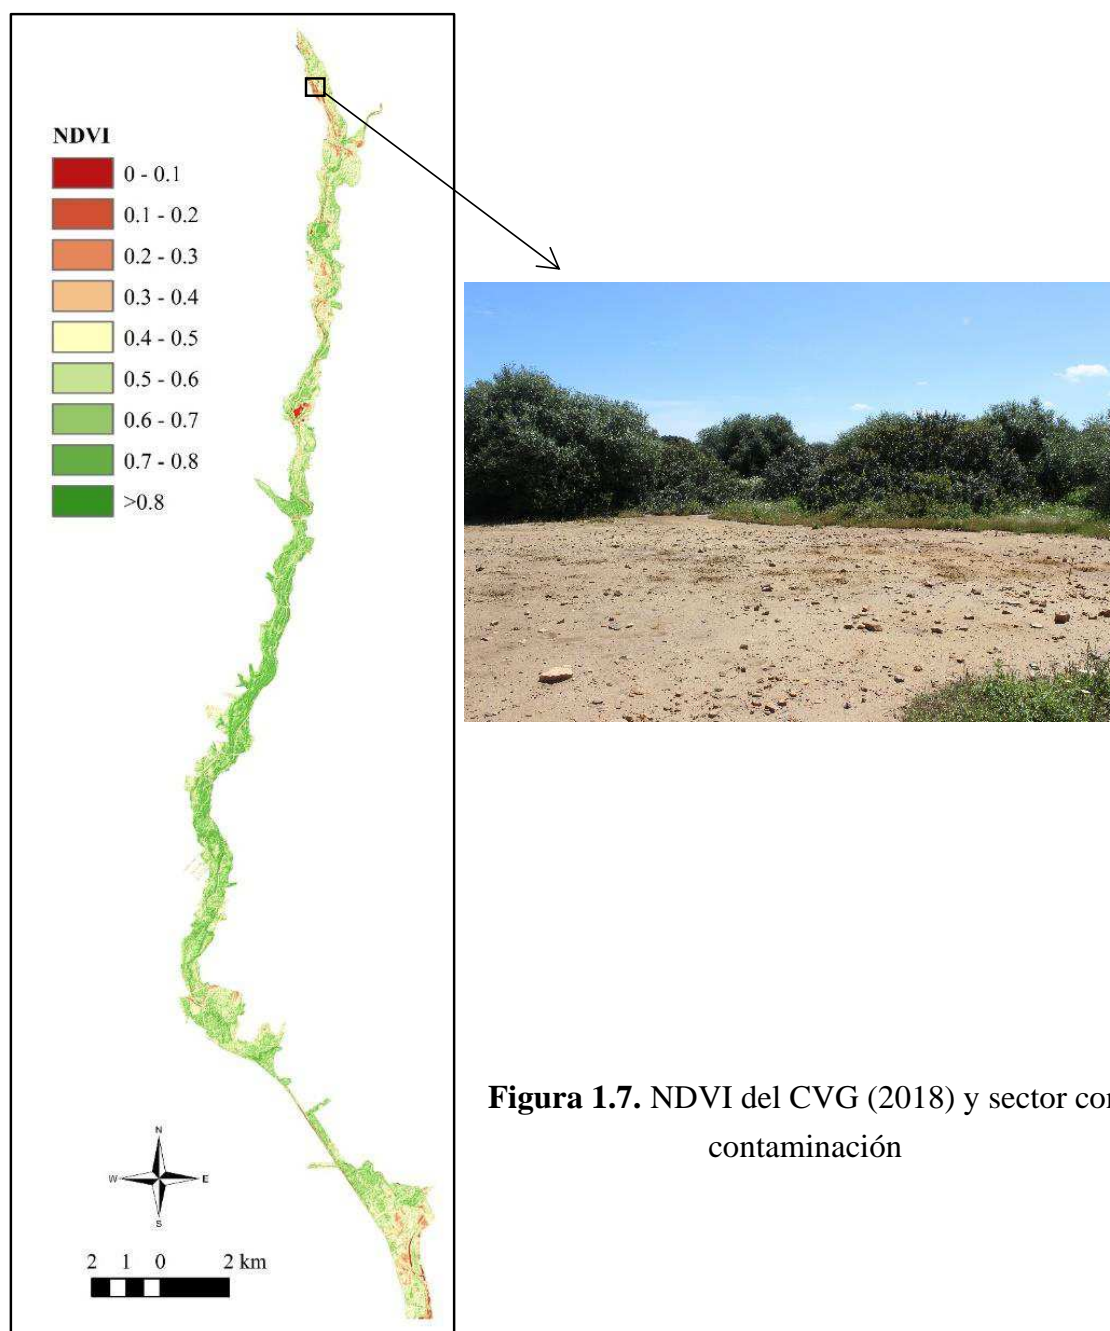 NDVI
0 - 0.1
0.1 - 0.2
0.2 - 0.3
0.3 - 0.4
0.4 - 0.5
0.5 - 0.6
0.6 - 0.7
0.7 - 0.8
>0.8
N
W E
S
2 1 0 2 km
Figura 1.7. NDVI del CVG (2018) y sector con
contaminación